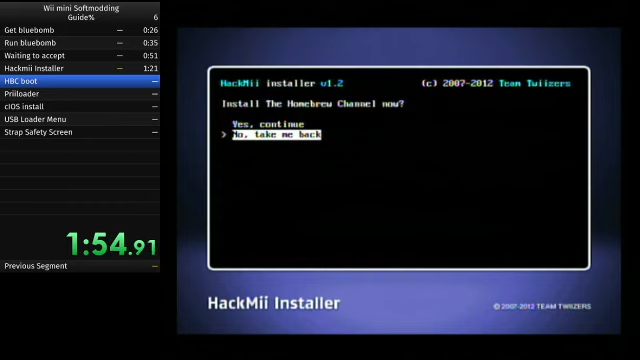 Wii mini Softmodding
Guide% 6
Get bluebomb — 0:26
Run bluebomb — 0:35
Waiting to accept — 0:51
Hackmii Installer — 1:21
HBC boot —
Priiloader —
cIOS install —
USB Loader Menu —
Strap Safety Screen —
1:54.91
Previous Segment —
HackMii installer v1.2 (c) 2007-2012 Team Twiizers
Install The Homebrew Channel now?
Yes, continue
> No, take me back
HackMii Installer
© 2007-2012 TEAM TWIIZERS